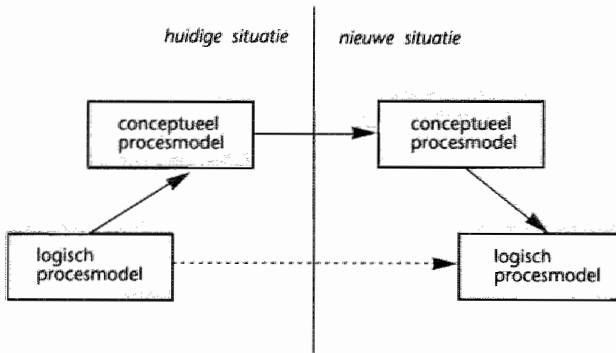 huidige situatie
nieuwe situatie
conceptueel
procesmodel
conceptueel
procesmodel
logisch
procesmodel
logisch
procesmodel